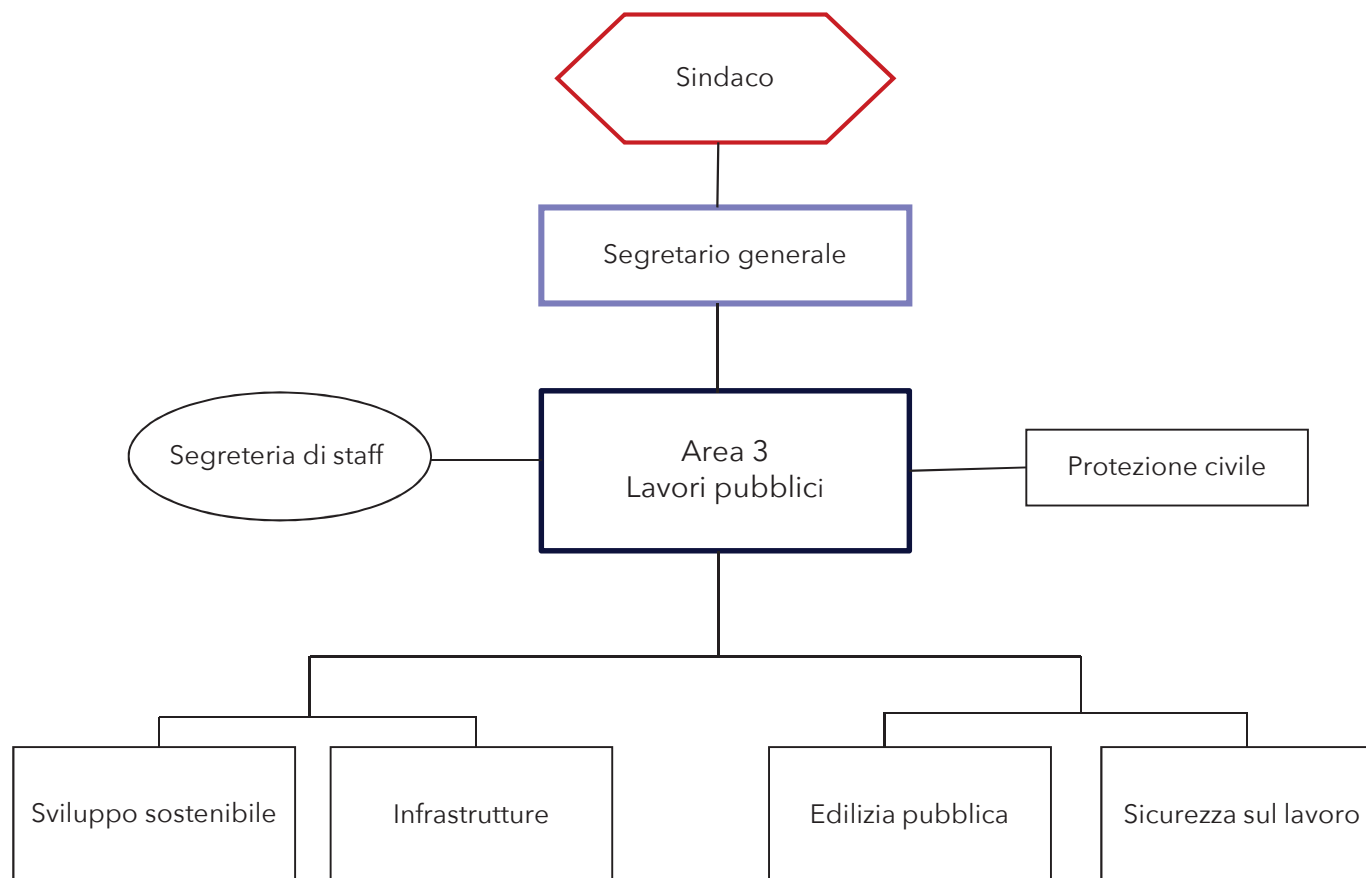 Sindaco
Segretario generale
Segreteria di staff
Area 3
Lavori pubblici
Protezione civile
Sviluppo sostenibile
Infrastrutture
Edilizia pubblica
Sicurezza sul lavoro